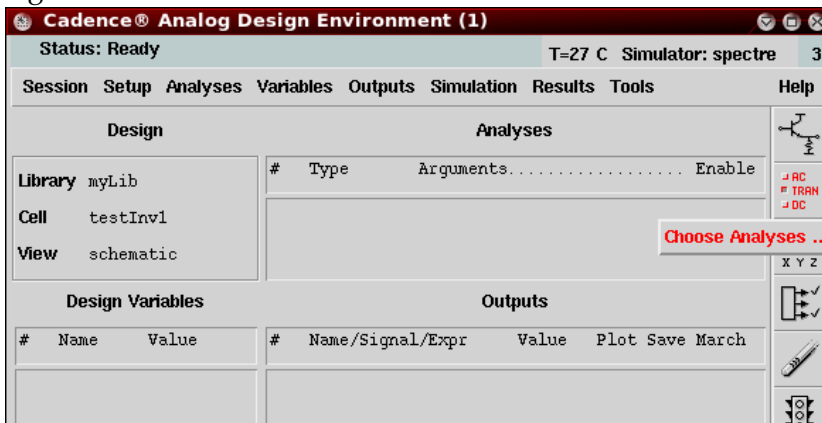 Cadence® Analog Design Environment (1)
Status: Ready T=27 C Simulator: spectre 3
Session Setup Analyses Variables Outputs Simulation Results Tools Help
Design
Analyses
Library myLib
Cell testInv1
View schematic
# Type Arguments................... Enable
AC
TRAN
DC
Choose Analyses ..
X Y Z
Design Variables
Outputs
# Name Value
# Name/Signal/Expr Value Plot Save March